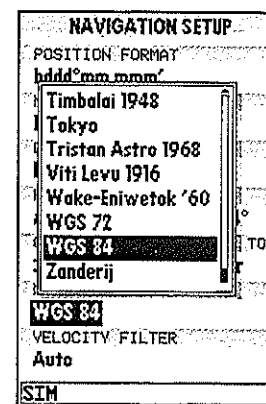 NAVIGATION SETUP
POSITION FORMAT
hddd°mm.mmm'
Timbalai 1948
Tokyo
Tristan Astro 1968
Viti Levu 1916
Wake-Eniwetok '60
WGS 72
WGS 84
TO
Zanderij
WGS 84
VELOCITY FILTER
Auto
SIM